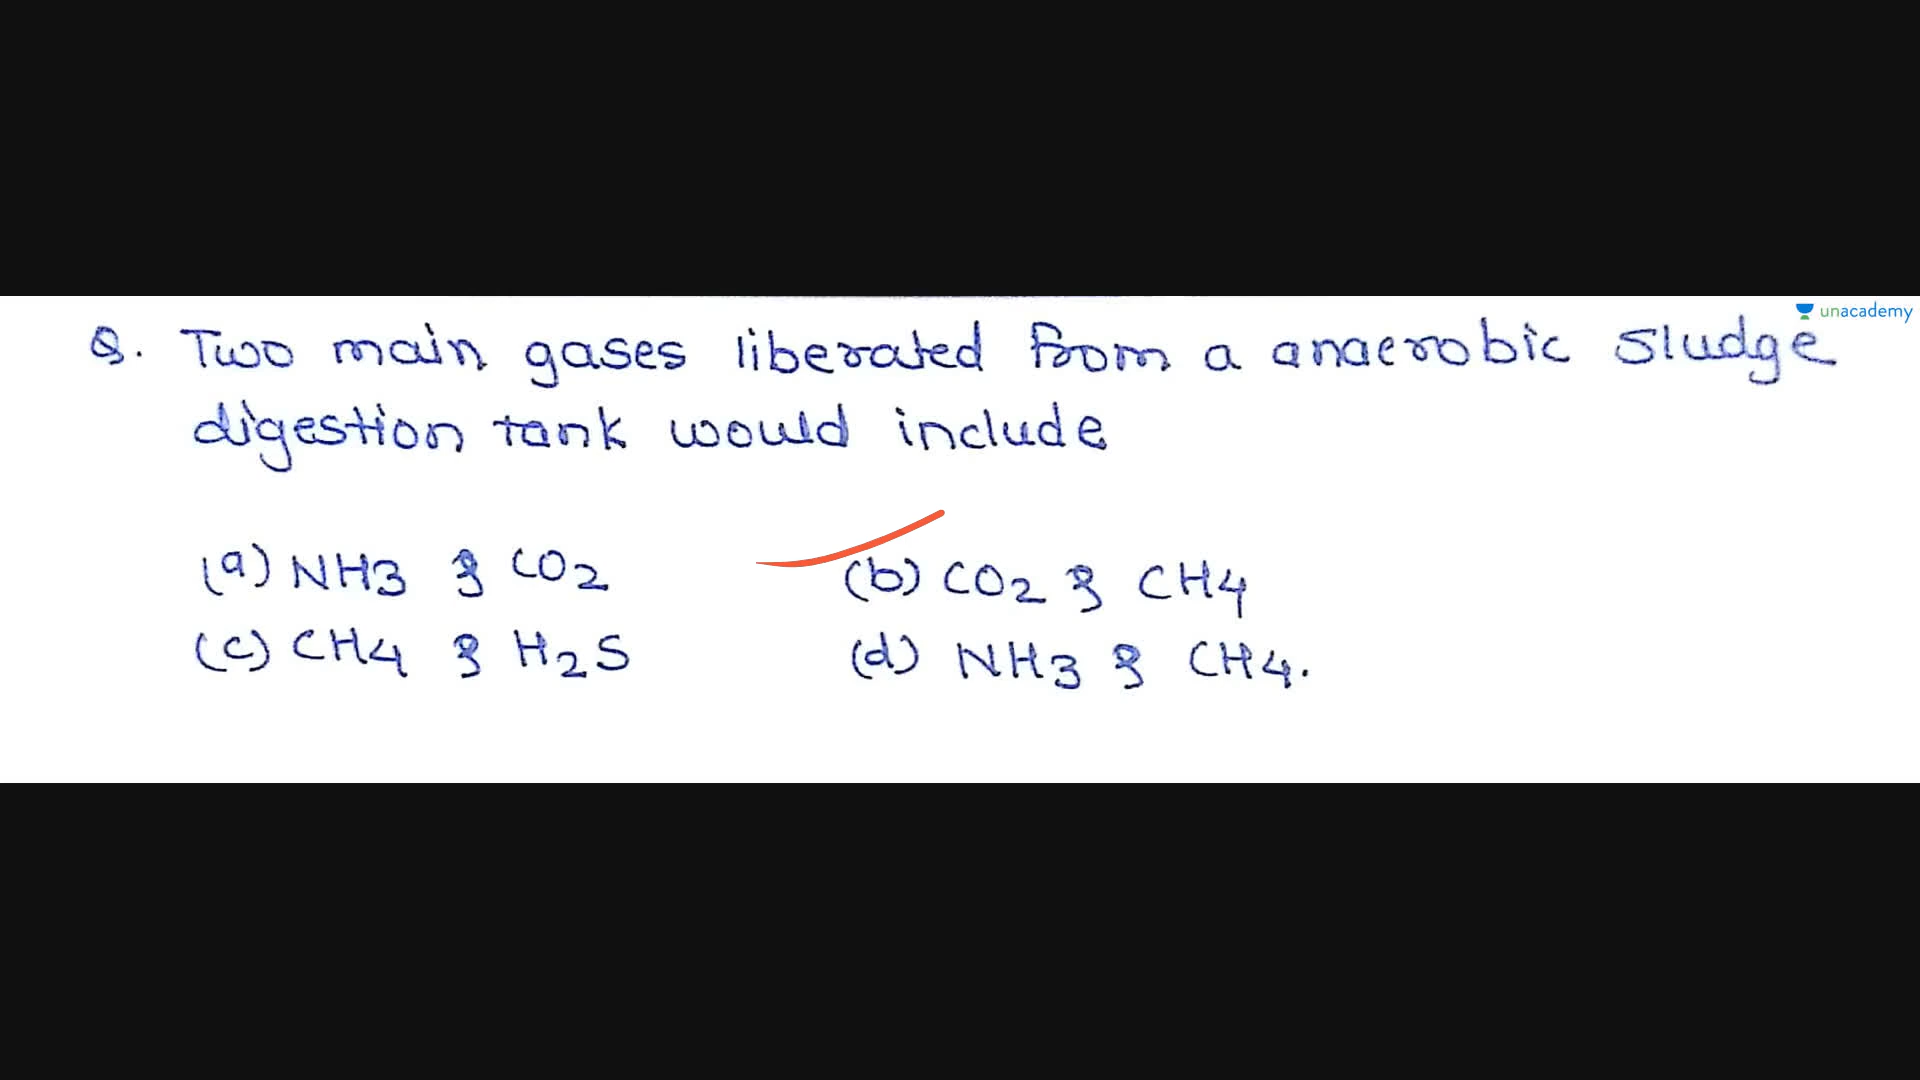 unacademy
Q. Two main gases liberated from a anaerobic sludge
digestion tank would include
(a) NH3 & CO2 (b) CO2 & CH4
(c) CH4 & H2S (d) NH3 & CH4.